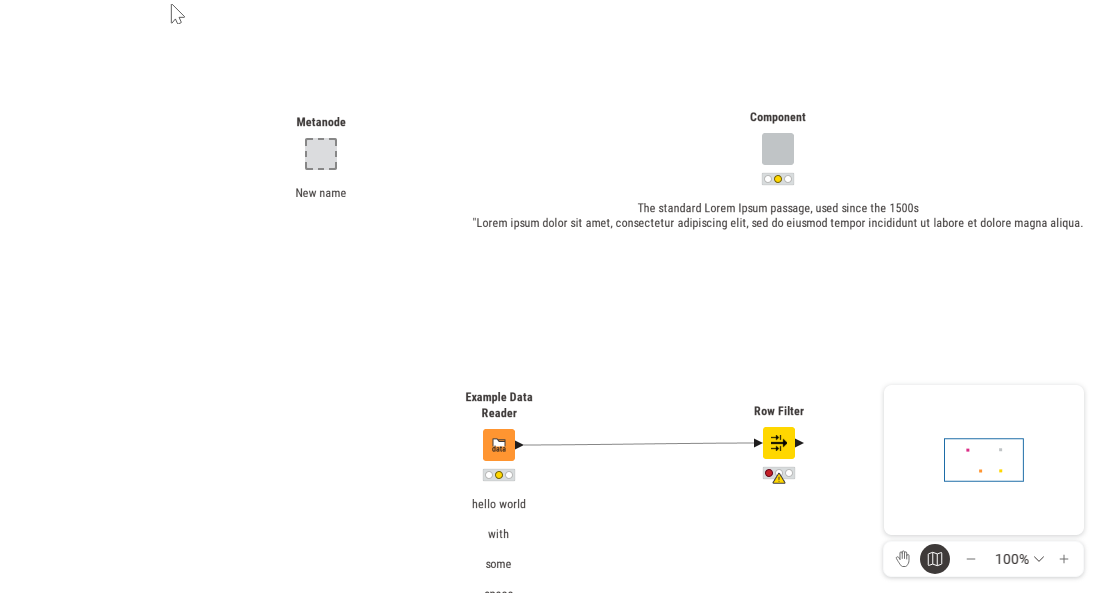 Metanode
New name
Component
The standard Lorem Ipsum passage, used since the 1500s
"Lorem ipsum dolor sit amet, consectetur adipiscing elit, sed do eiusmod tempor incididunt ut labore et dolore magna aliqua.
Example Data
Reader
data
hello world
with
some
Row Filter
100%